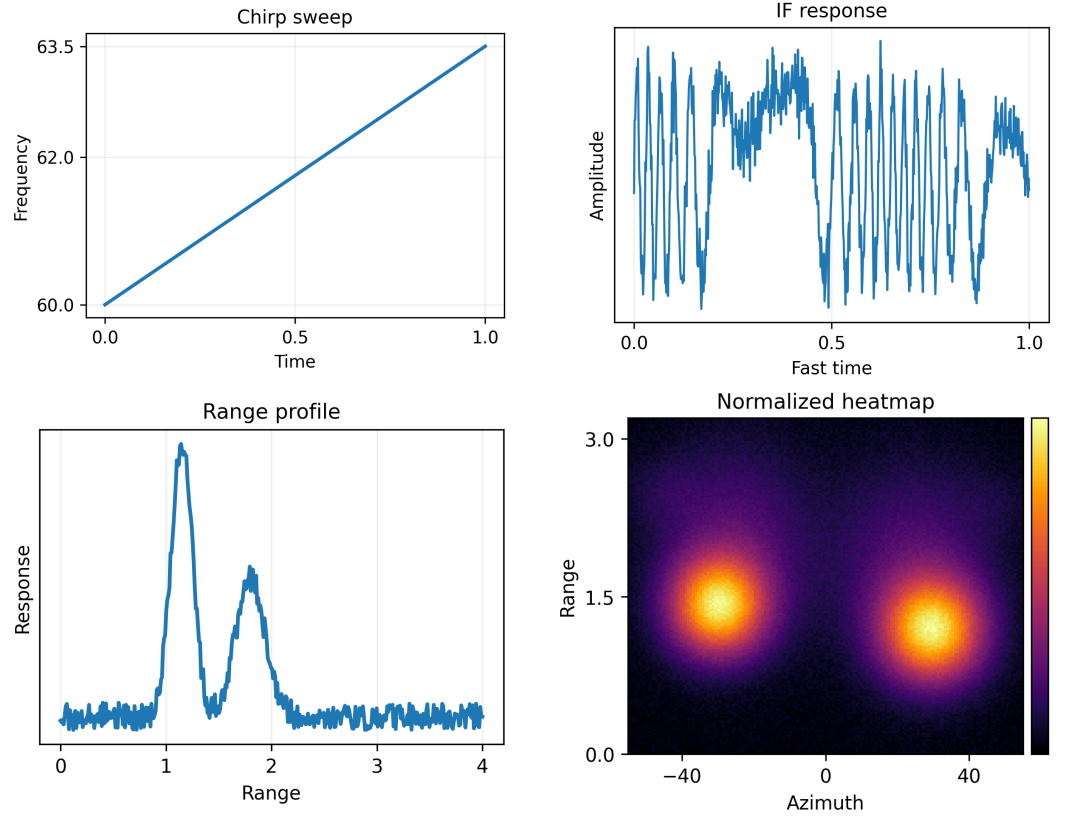 Chirp sweep
63.5
62.0
60.0
Frequency
0.0 0.5 1.0
Time
IF response
Amplitude
0.0 0.5 1.0
Fast time
Range profile
Response
0 1 2 3 4
Range
Normalized heatmap
3.0
1.5
0.0
Range
−40 0 40
Azimuth